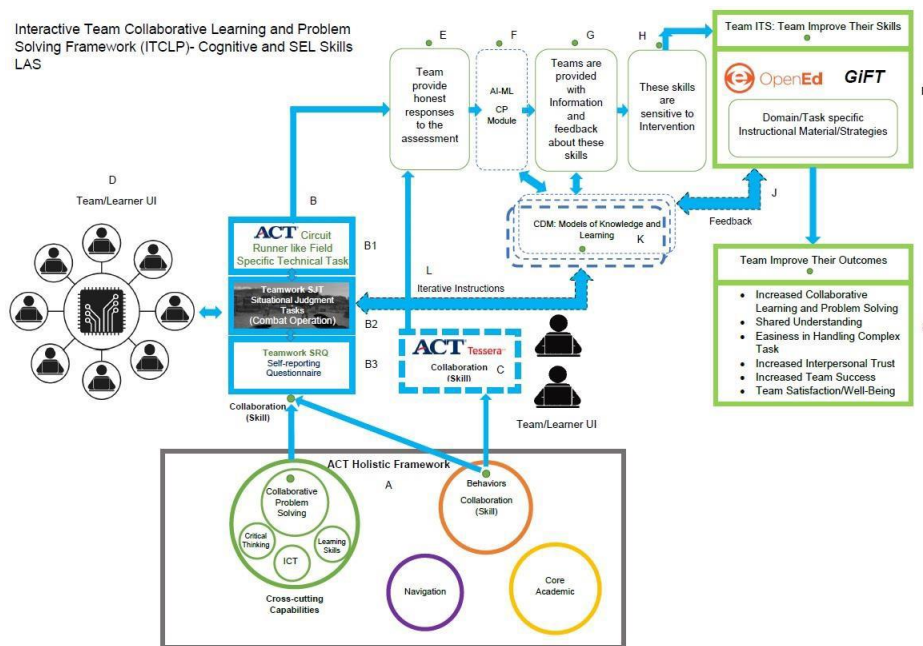 Interactive Team Collaborative Learning and Problem
Solving Framework (ITCLP)- Cognitive and SEL Skills
LAS
E
F
G
H
Team
provide
honest
responses
to the
assessment
AI-ML
CP
Module
Teams are
provided
with
Information
and
feedback
about these
skills
These skills
are
sensitive to
Intervention
Team ITS: Team Improve Their Skills
OpenEd
GiFT
Domain/Task specific
Instructional Material/Strategies
D
Team/Learner UI
B
ACT Circuit
Runner like Field
Specific Technical Task
B1
Teamwork SJT
Situational Judgment
Tasks
(Combat Operation)
B2
Teamwork SRQ
Self-reporting
Questionnaire
B3
Collaboration
(Skill)
L
Iterative Instructions
CDM: Models of Knowledge and
Learning
K
J
Feedback
ACT Tessera
Collaboration
(Skill)
C
Team/Learner UI
Team Improve Their Outcomes
• Increased Collaborative
Learning and Problem Solving
• Shared Understanding
• Easiness in Handling Complex
Task
• Increased Interpersonal Trust
• Increased Team Success
• Team Satisfaction/Well-Being
ACT Holistic Framework
A
Collaborative
Problem
Solving
Critical
Thinking
Learning
Skills
ICT
Cross-cutting
Capabilities
Behaviors
Collaboration
(Skill)
Navigation
Core
Academic